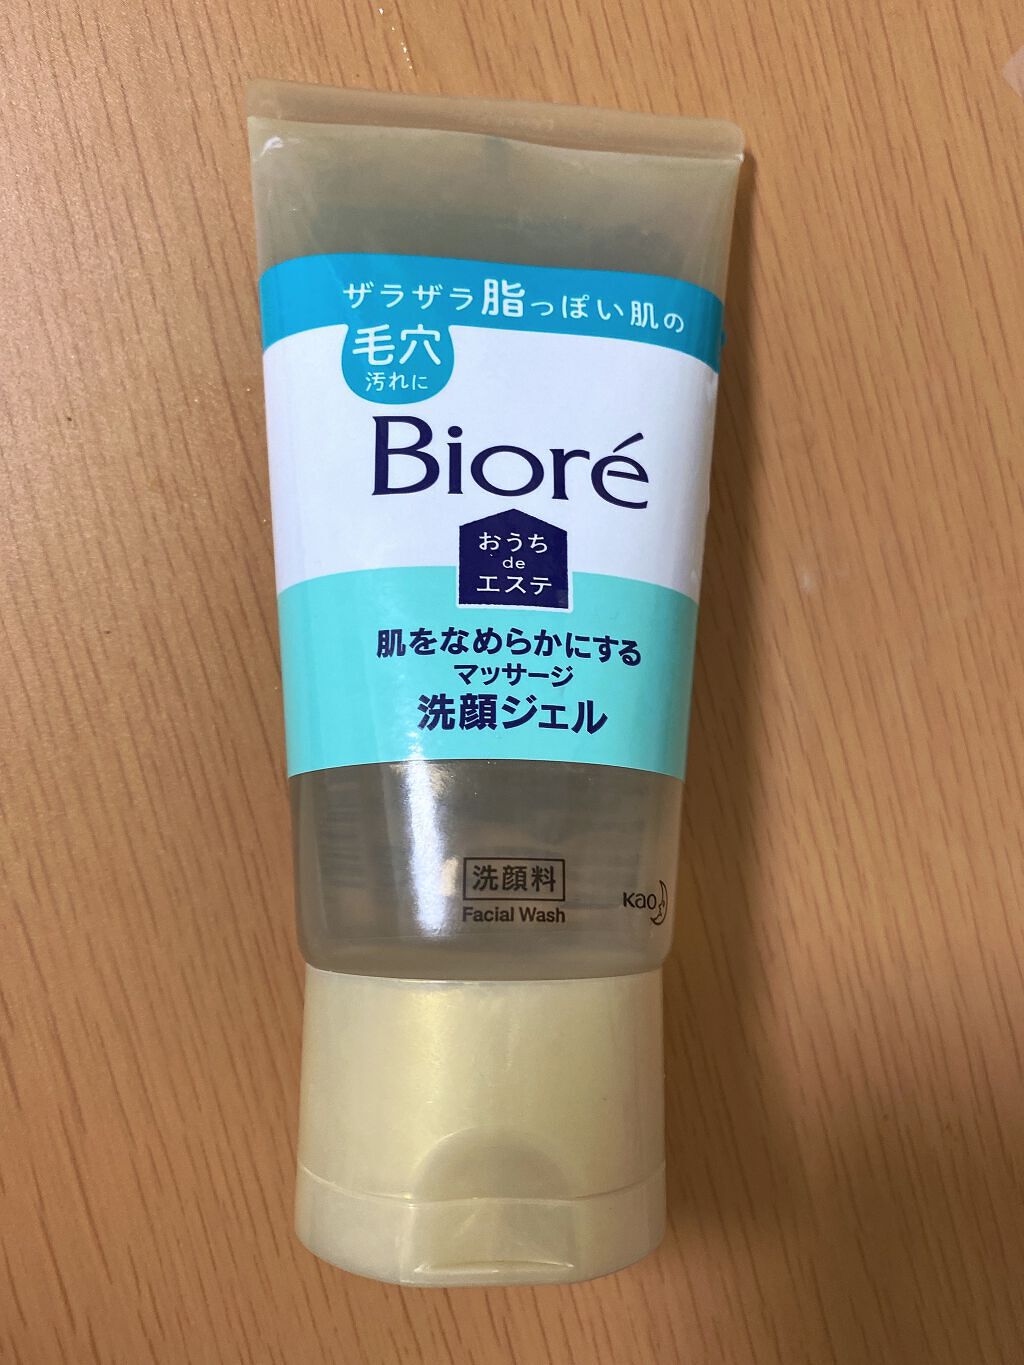 ザラザラ脂っぽい肌の
毛穴
汚れに
Bioré
おうち
de
エステ
肌をなめらかにする
マッサージ
洗顔ジェル
洗顔料
Facial Wash
Kao